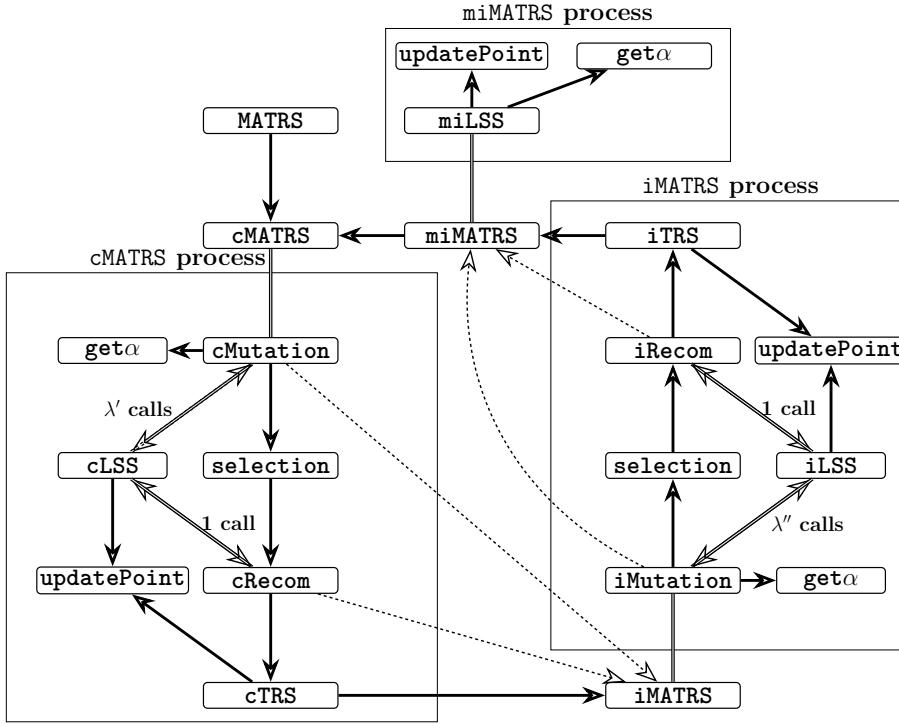 miMATRS process
updatePoint
getα
MATRS
miLSS
iMATRS process
cMATRS
miMATRS
iTRS
cMATRS process
getα
cMutation
iRecom
updatePoint
λ′ calls
1 call
cLSS
selection
selection
iLSS
1 call
λ″ calls
updatePoint
cRecom
iMutation
getα
cTRS
iMATRS